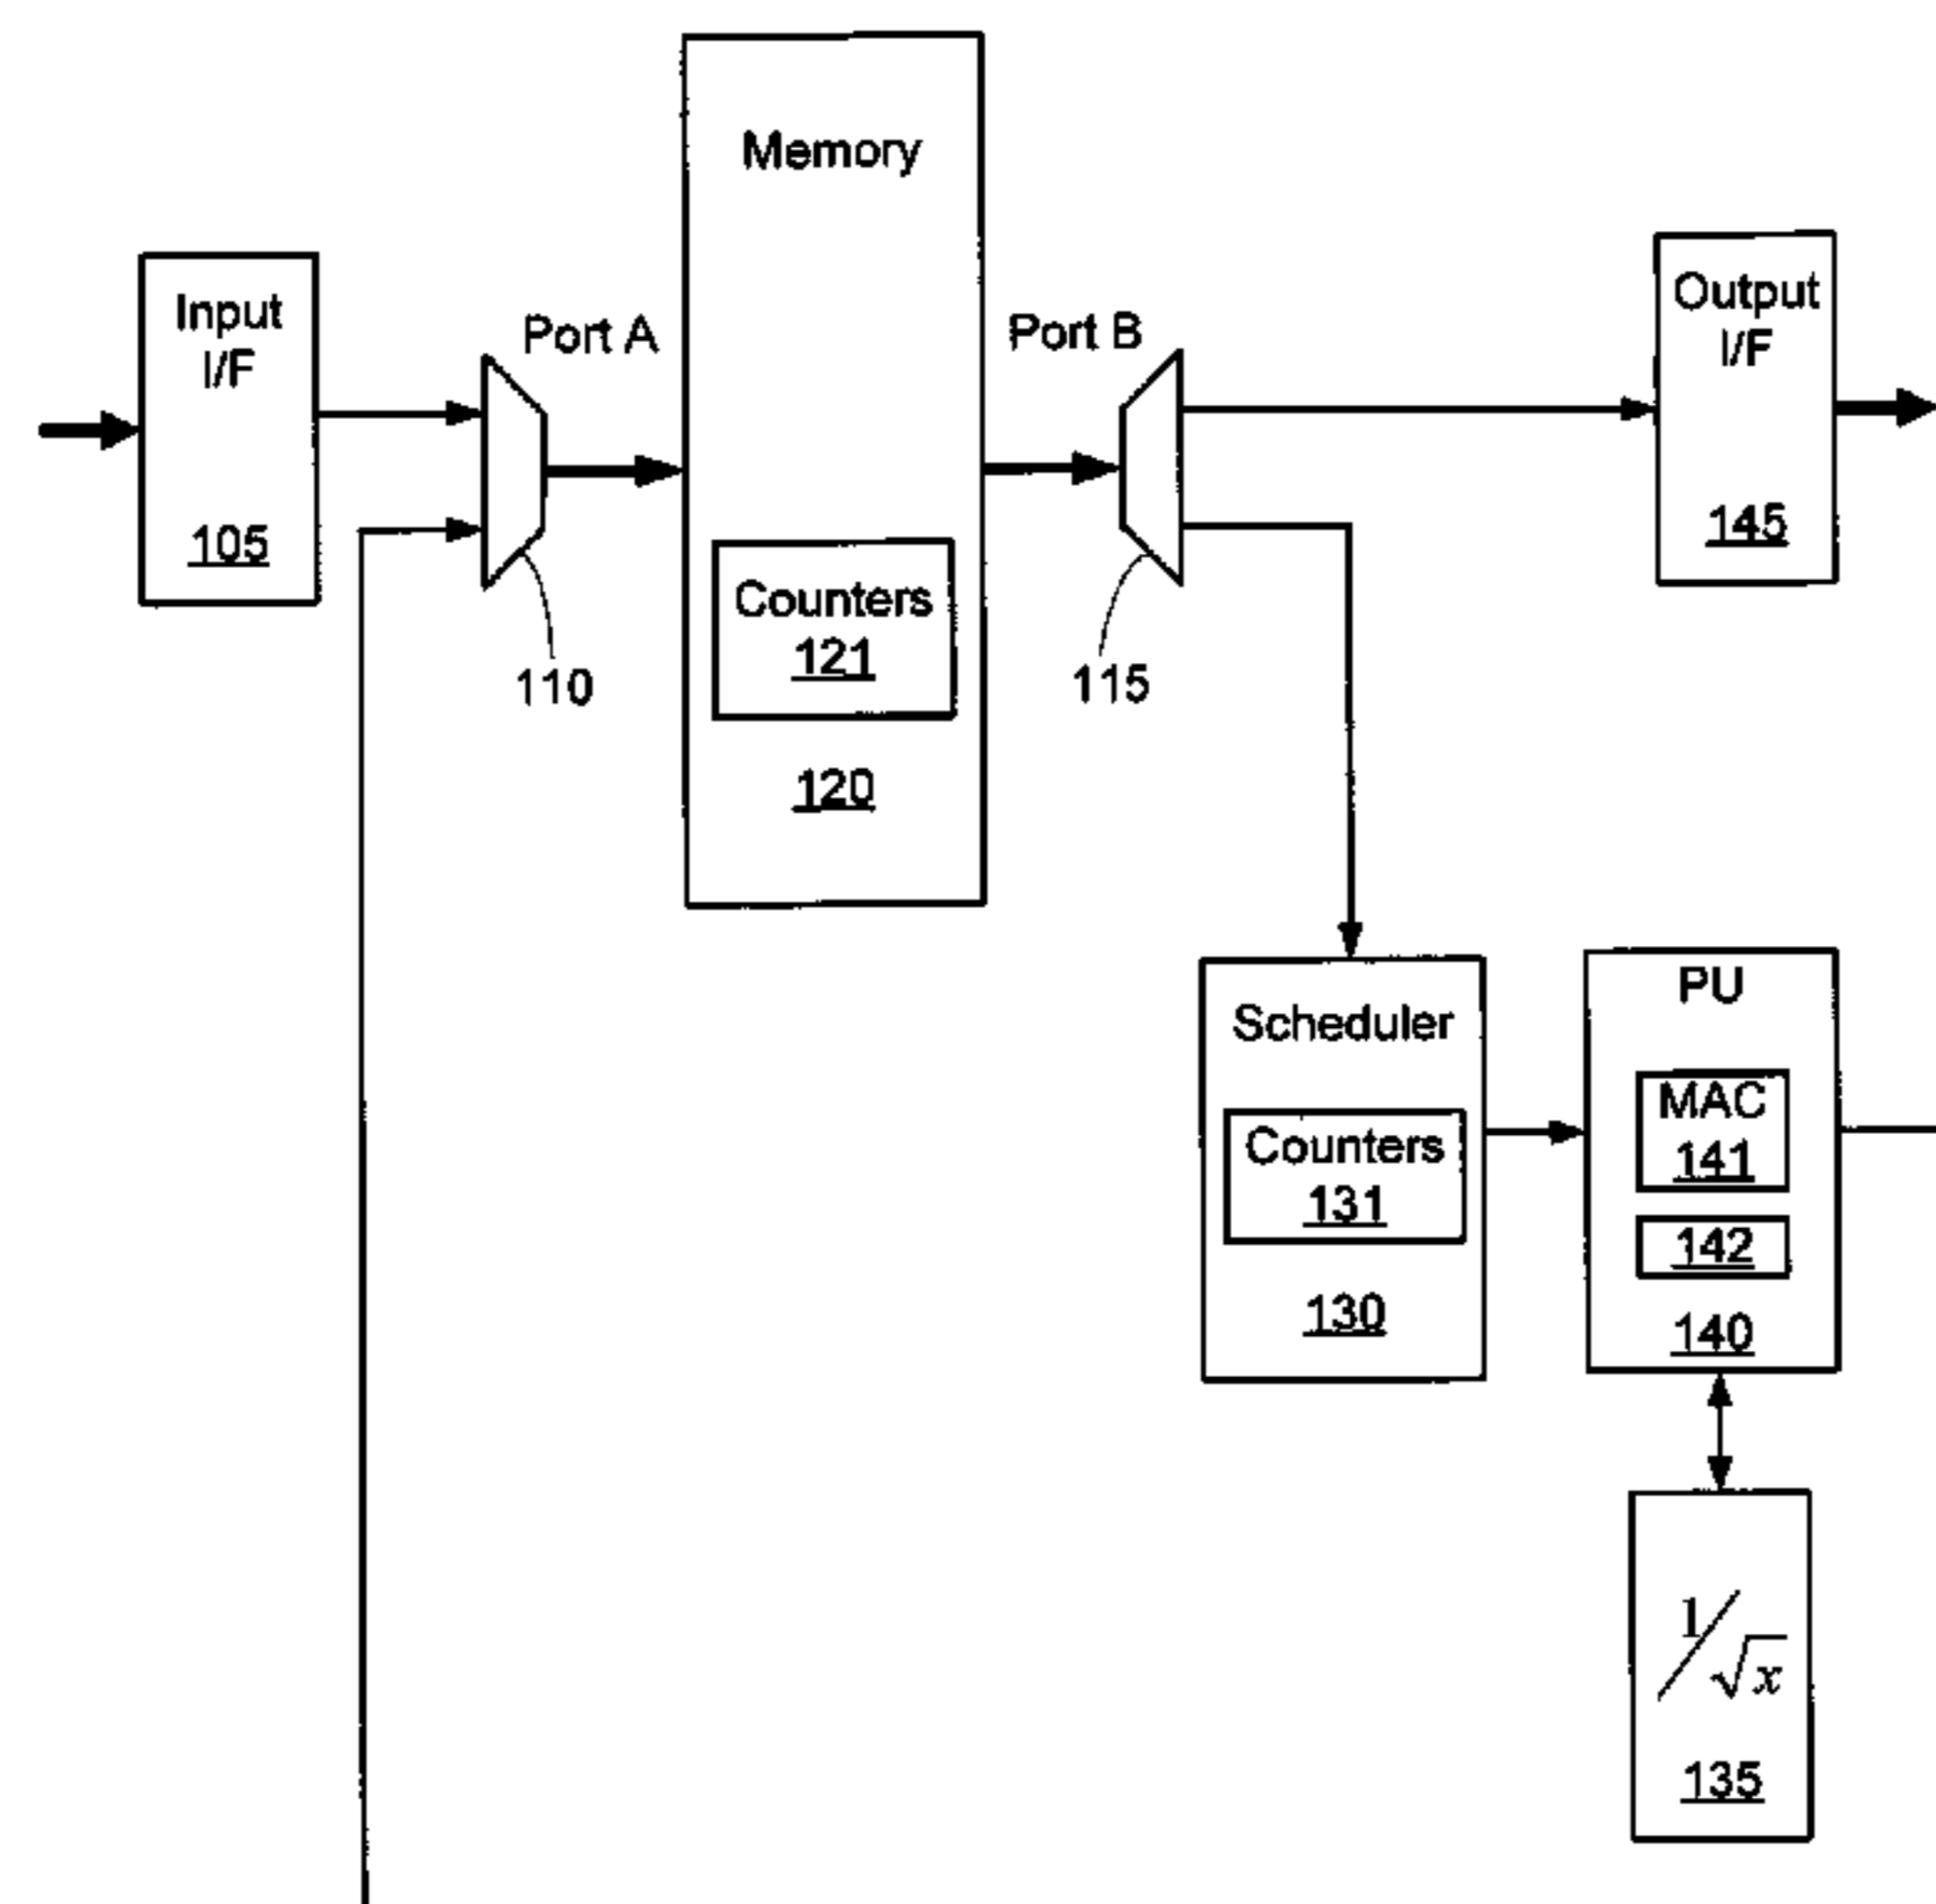 Memory
Input
I/F
105
Port A
110
Counters
121
120
Port B
115
Output
I/F
145
Scheduler
Counters
131
130
PU
MAC
141
142
140
1/√x
135